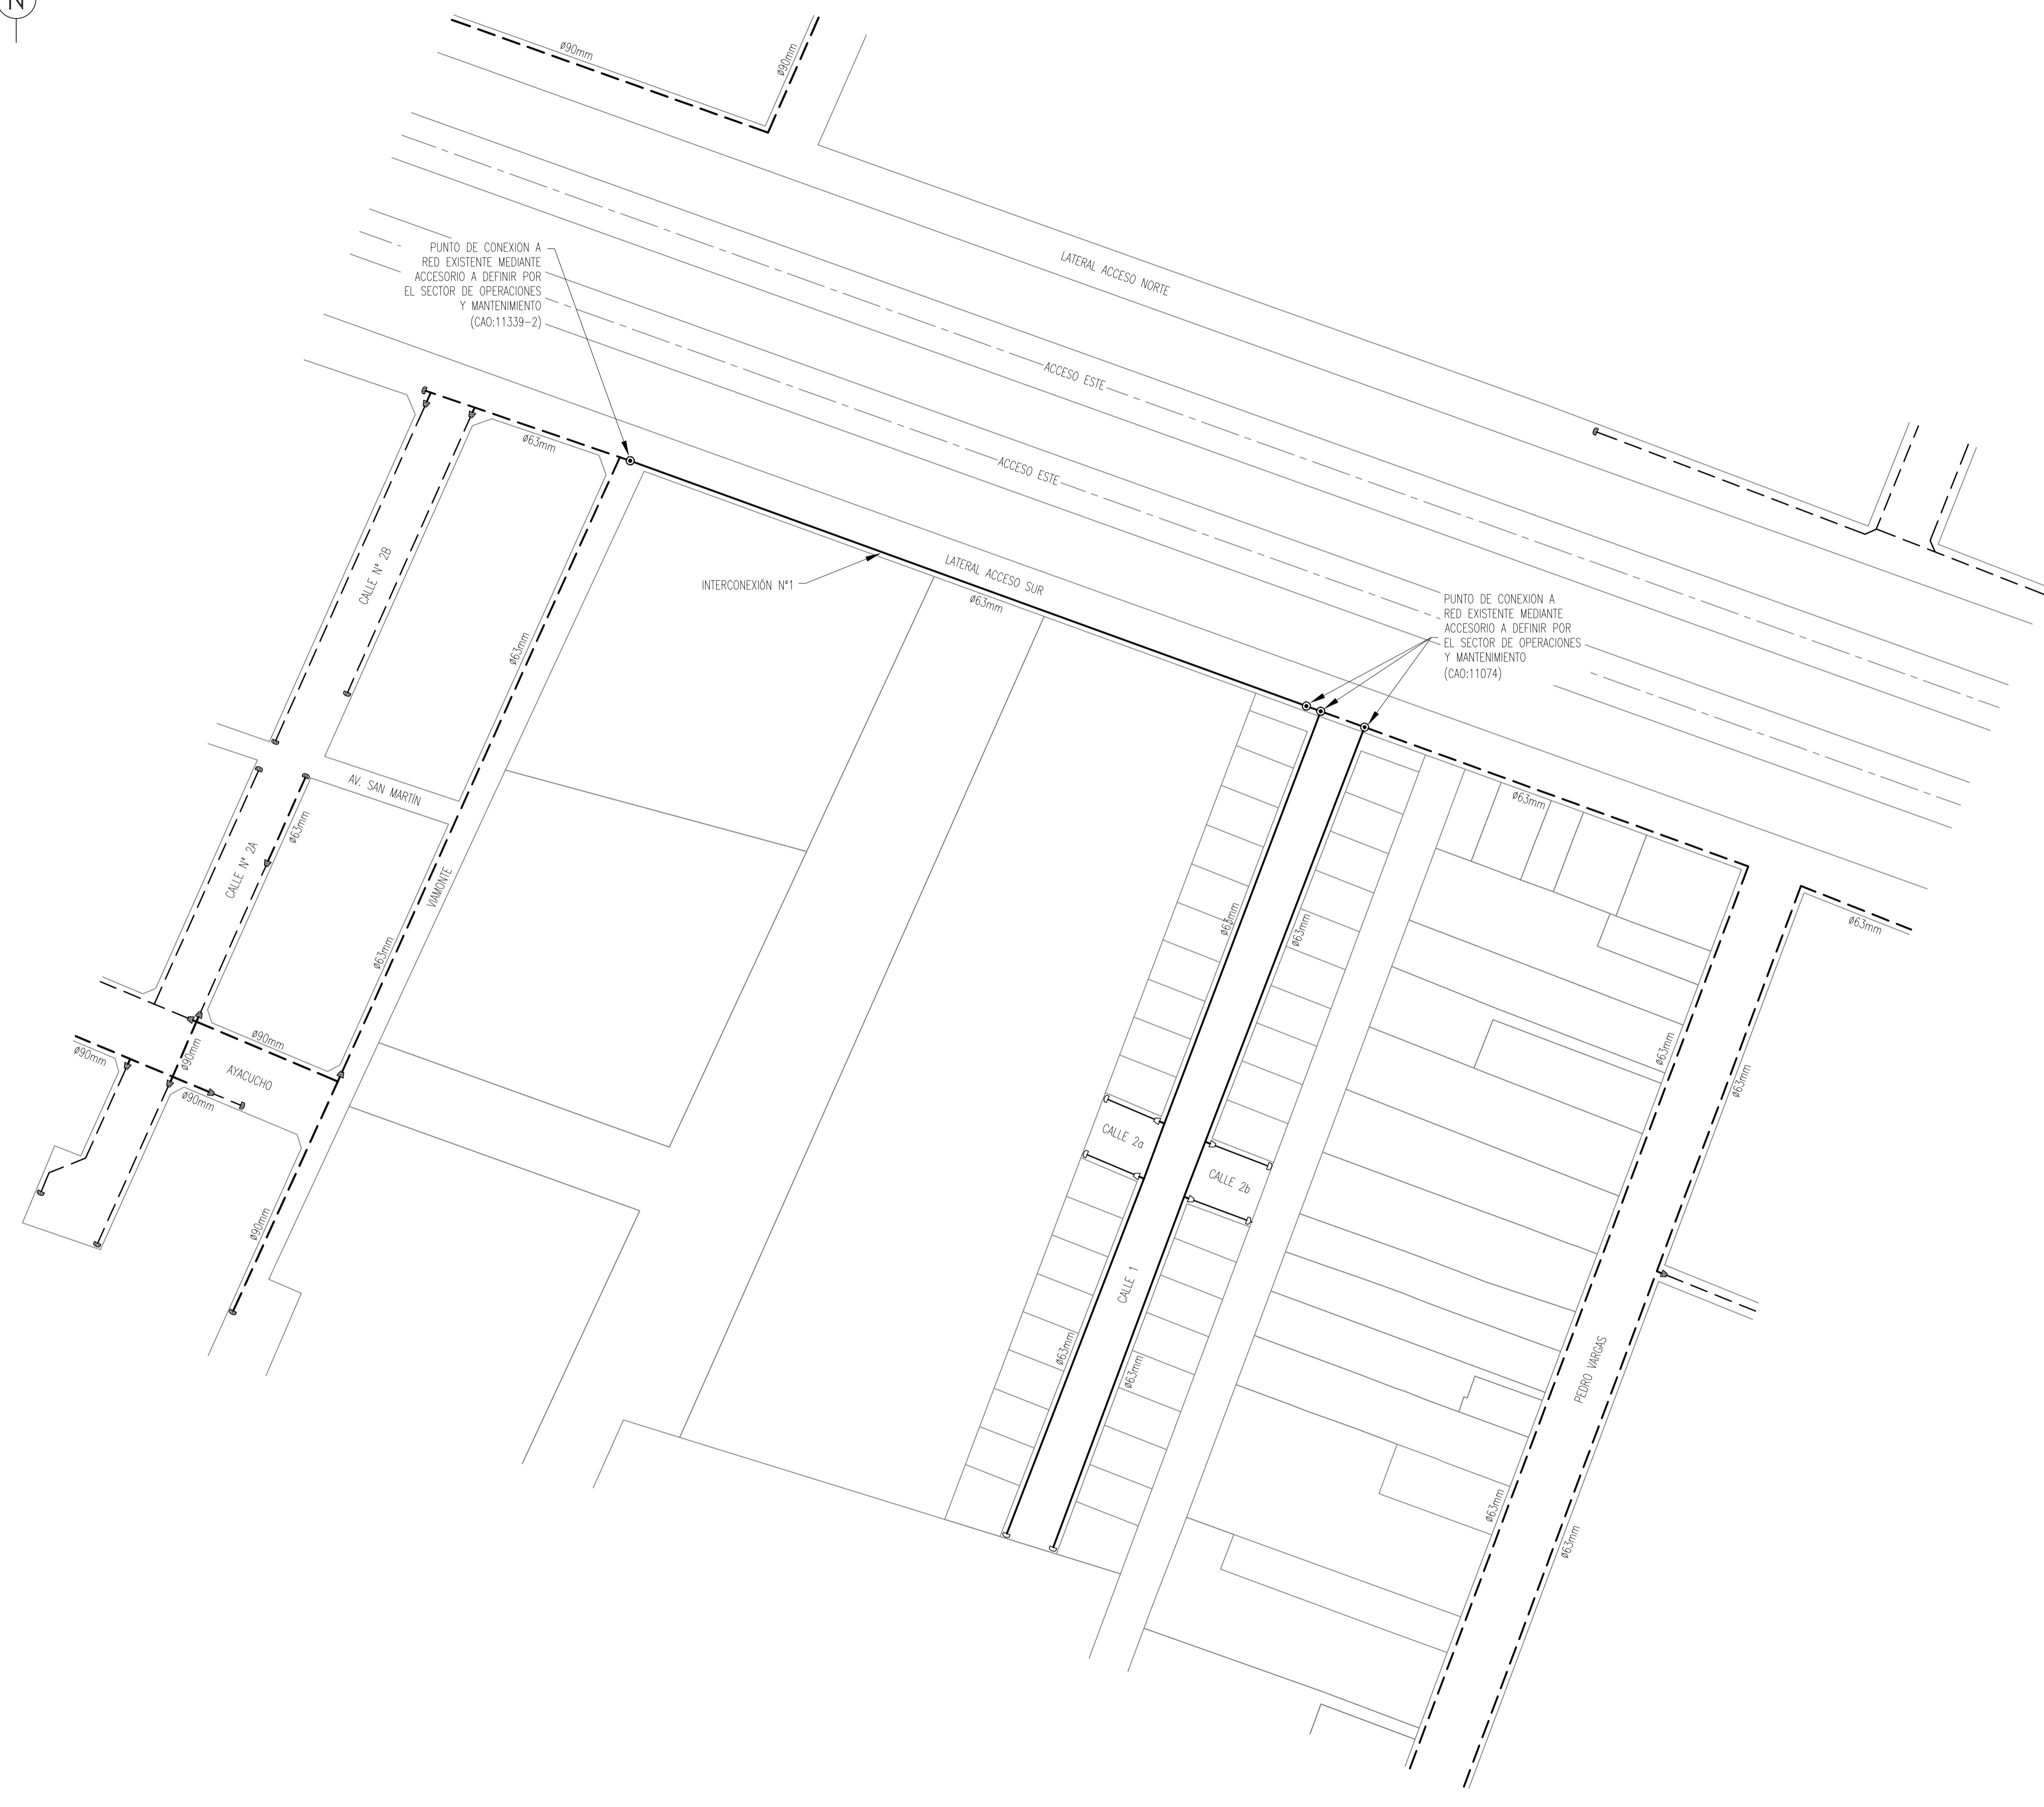 N
ø90mm
ø90mm
LATERAL ACCESO NORTE
PUNTO DE CONEXION A
RED EXISTENTE MEDIANTE
ACCESORIO A DEFINIR POR
EL SECTOR DE OPERACIONES
Y MANTENIMIENTO
(CAO:11339-2)
ACCESO ESTE
ACCESO ESTE
ø63mm
CALLE N° 2B
INTERCONEXIÓN N°1
LATERAL ACCESO SUR
ø63mm
PUNTO DE CONEXION A
RED EXISTENTE MEDIANTE
ACCESORIO A DEFINIR POR
EL SECTOR DE OPERACIONES
Y MANTENIMIENTO
(CAO:11074)
ø63mm
AV. SAN MARTÍN
ø63mm
ø63mm
CALLE N° 2A
VIAMONTE
ø63mm
ø63mm
ø63mm
ø63mm
ø90mm
ø90mm
ø90mm
AYACUCHO
ø90mm
ø63mm
ø63mm
CALLE 2a
CALLE 2b
ø90mm
CALLE 1
ø63mm
ø63mm
PEDRO VARGAS
ø63mm
ø63mm